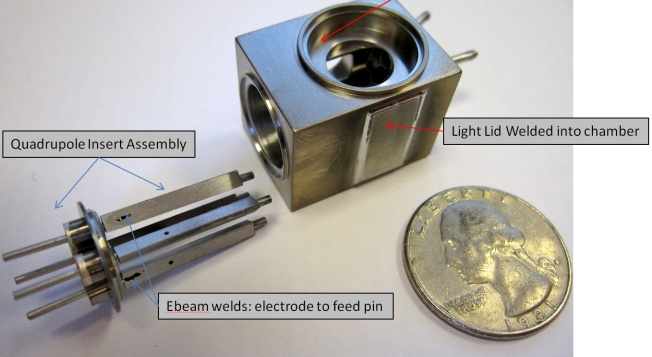 Quadrupole Insert Assembly
Light Lid Welded into chamber
Ebeam welds: electrode to feed pin
LIBERTY
1981